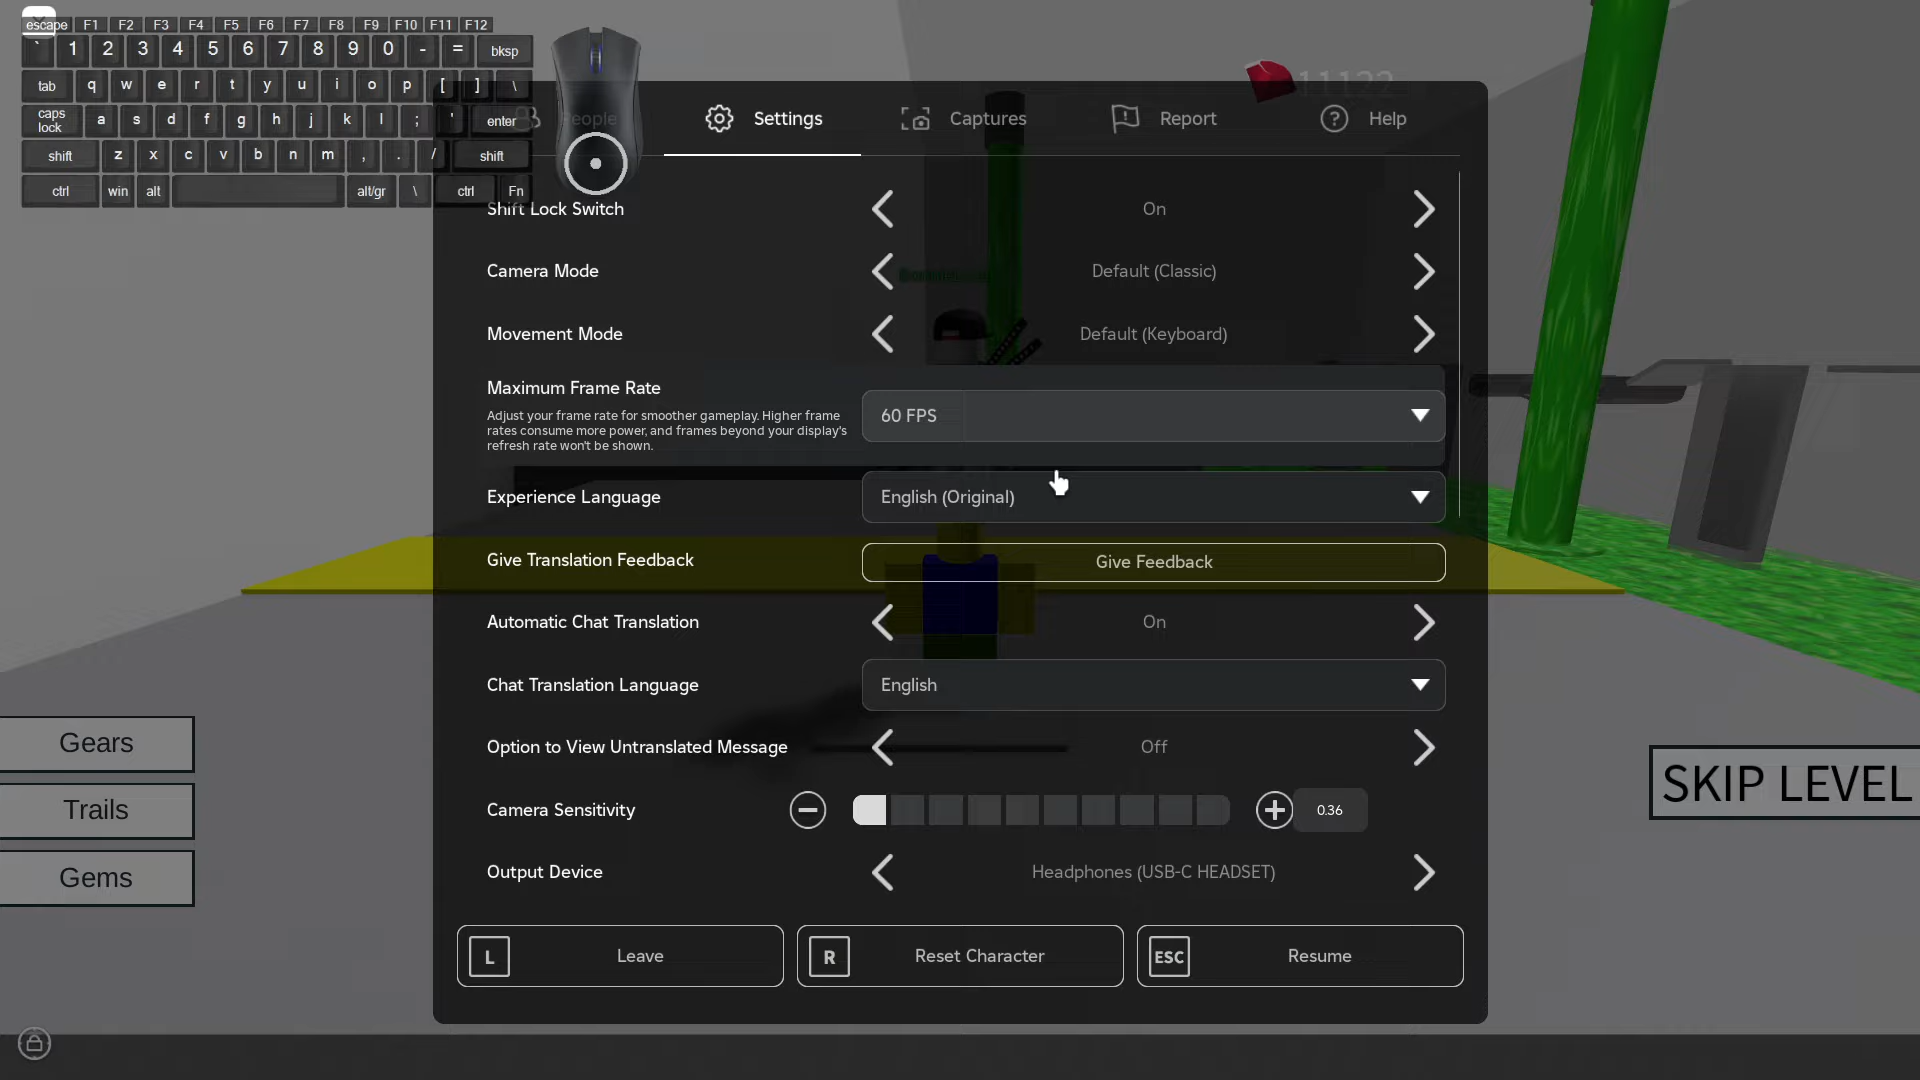 escape F1 F2 F3 F4 F5 F6 F7 F8 F9 F10 F11 F12
` 1 2 3 4 5 6 7 8 9 0 - = bksp
tab q w e r t y u i o p [ ] \
caps lock a s d f g h j k l ; ' enter
shift z x c v b n m , . / shift
ctrl win alt alt/gr \ ctrl Fn
11122
People Settings Captures Report Help
Shift Lock Switch On
Camera Mode Default (Classic)
Movement Mode Default (Keyboard)
Maximum Frame Rate
Adjust your frame rate for smoother gameplay. Higher frame
rates consume more power, and frames beyond your display's
refresh rate won't be shown.
60 FPS
Experience Language English (Original)
Give Translation Feedback Give Feedback
Automatic Chat Translation On
Chat Translation Language English
Option to View Untranslated Message Off
Camera Sensitivity 0.36
Output Device Headphones (USB-C HEADSET)
L Leave R Reset Character ESC Resume
Gears
Trails
Gems
SKIP LEVEL